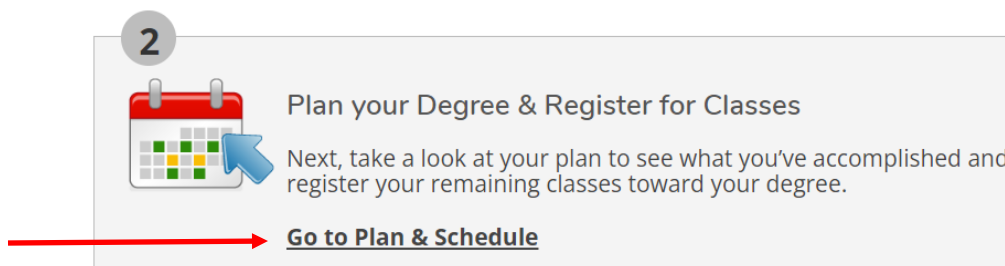 2
Plan your Degree & Register for Classes
Next, take a look at your plan to see what you've accomplished and
register your remaining classes toward your degree.
Go to Plan & Schedule